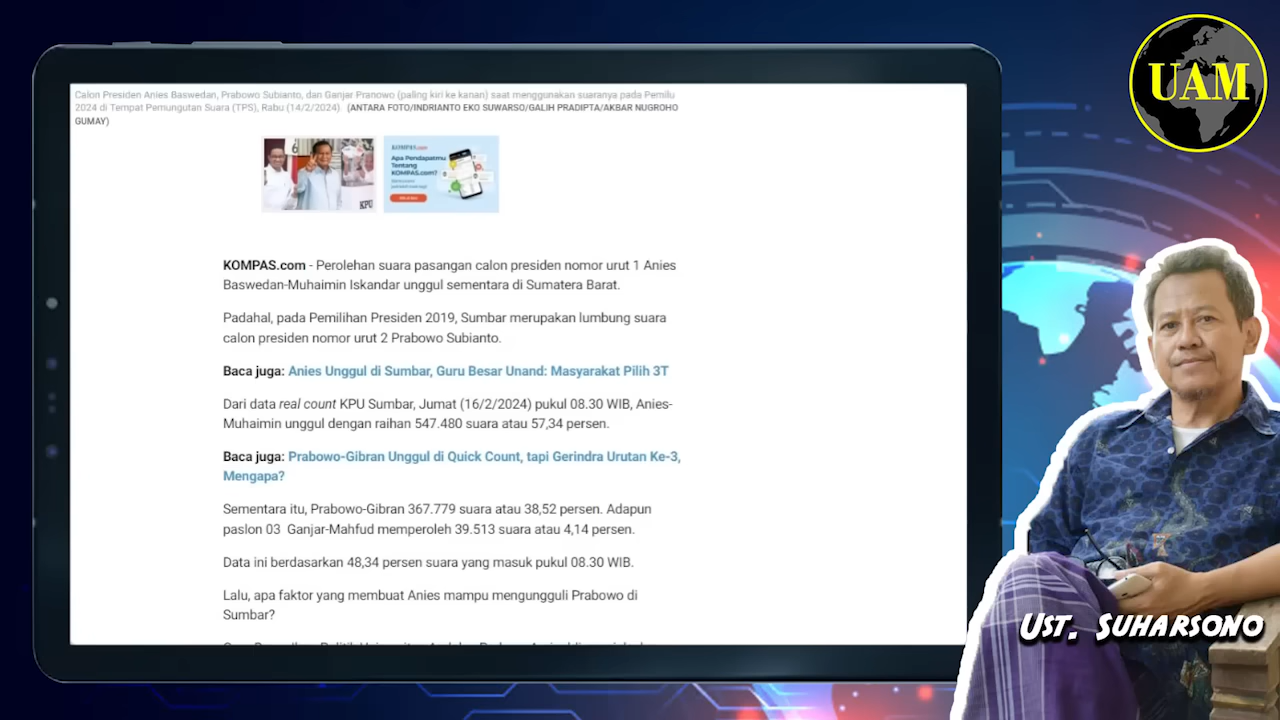 Calon Presiden Anies Baswedan, Prabowo Subianto, dan Ganjar Pranowo (paling kiri ke kanan) saat menggunakan suaranya pada Pemilu
2024 di Tempat Pemungutan Suara (TPS), Rabu (14/2/2024) (ANTARA FOTO/INDRIANTO EKO SUWARSO/GALIH PRADIPTA/AKBAR NUGROHO
GUMAY)
KPU
KOMPAS.com
Apa Pendapatmu
Tentang
KOMPAS.com?
KOMPAS.com - Perolehan suara pasangan calon presiden nomor urut 1 Anies
Baswedan-Muhaimin Iskandar unggul sementara di Sumatera Barat.
Padahal, pada Pemilihan Presiden 2019, Sumbar merupakan lumbung suara
calon presiden nomor urut 2 Prabowo Subianto.
Baca juga: Anies Unggul di Sumbar, Guru Besar Unand: Masyarakat Pilih 3T
Dari data real count KPU Sumbar, Jumat (16/2/2024) pukul 08.30 WIB, Anies-
Muhaimin unggul dengan raihan 547.480 suara atau 57,34 persen.
Baca juga: Prabowo-Gibran Unggul di Quick Count, tapi Gerindra Urutan Ke-3,
Mengapa?
Sementara itu, Prabowo-Gibran 367.779 suara atau 38,52 persen. Adapun
paslon 03 Ganjar-Mahfud memperoleh 39.513 suara atau 4,14 persen.
Data ini berdasarkan 48,34 persen suara yang masuk pukul 08.30 WIB.
Lalu, apa faktor yang membuat Anies mampu mengungguli Prabowo di
Sumbar?
UAM
UST. SUHARSONO